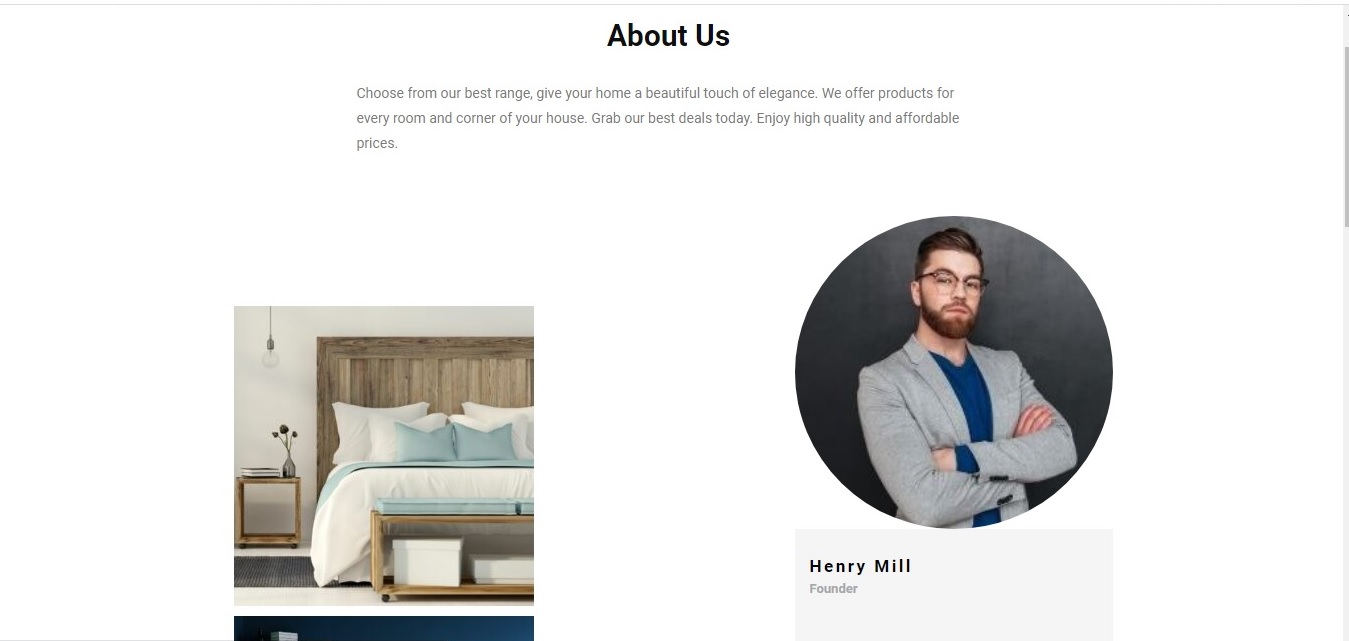 About Us
Choose from our best range, give your home a beautiful touch of elegance. We offer products for
every room and corner of your house. Grab our best deals today. Enjoy high quality and affordable
prices.
Henry Mill
Founder